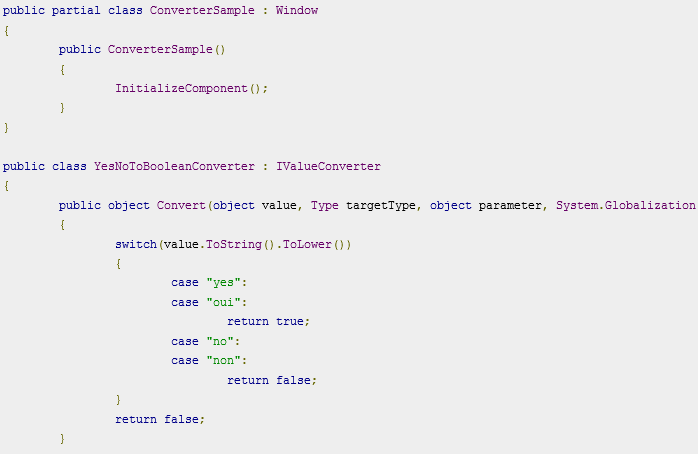 public partial class ConverterSample : Window
{
public ConverterSample()
{
InitializeComponent();
}
}
public class YesNoToBooleanConverter : IValueConverter
{
public object Convert(object value, Type targetType, object parameter, System.Globalization
{
switch(value.ToString().ToLower())
{
case "yes":
case "oui":
return true;
case "no":
case "non":
return false;
}
return false;
}